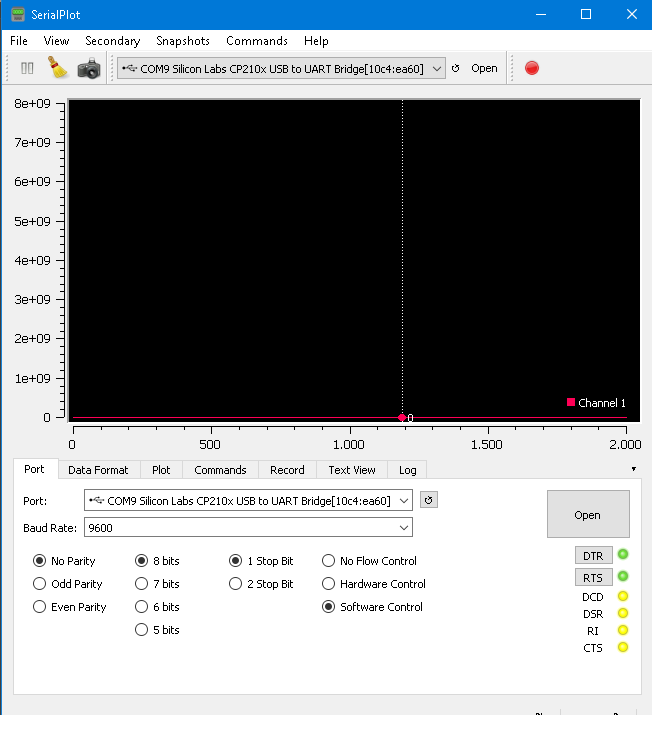 SerialPlot
File View Secondary Snapshots Commands Help
COM9 Silicon Labs CP210x USB to UART Bridge[10c4:ea60] Open
8e+09
7e+09
6e+09
5e+09
4e+09
3e+09
2e+09
1e+09
0
0
Channel 1
0 500 1.000 1.500 2.000
Port Data Format Plot Commands Record Text View Log
Port: COM9 Silicon Labs CP210x USB to UART Bridge[10c4:ea60]
Baud Rate: 9600
Open
No Parity 8 bits 1 Stop Bit No Flow Control
Odd Parity 7 bits 2 Stop Bit Hardware Control
Even Parity 6 bits Software Control
5 bits
DTR
RTS
DCD
DSR
RI
CTS